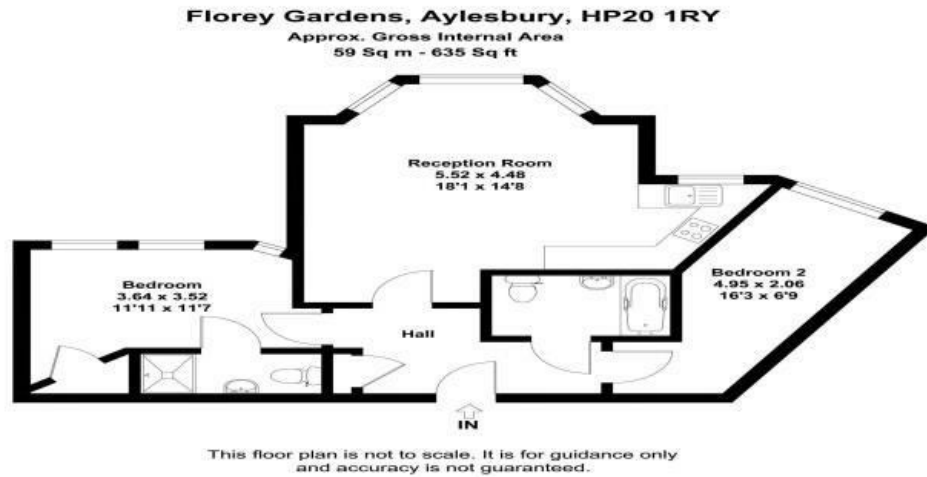 Florey Gardens, Aylesbury, HP20 1RY
Approx. Gross Internal Area
59 Sq m - 635 Sq ft
Reception Room
5.52 x 4.48
18'1 x 14'8
Bedroom
3.64 x 3.52
11'11 x 11'7
Bedroom 2
4.95 x 2.06
16'3 x 6'9
Hall
IN
This floor plan is not to scale. It is for guidance only
and accuracy is not guaranteed.